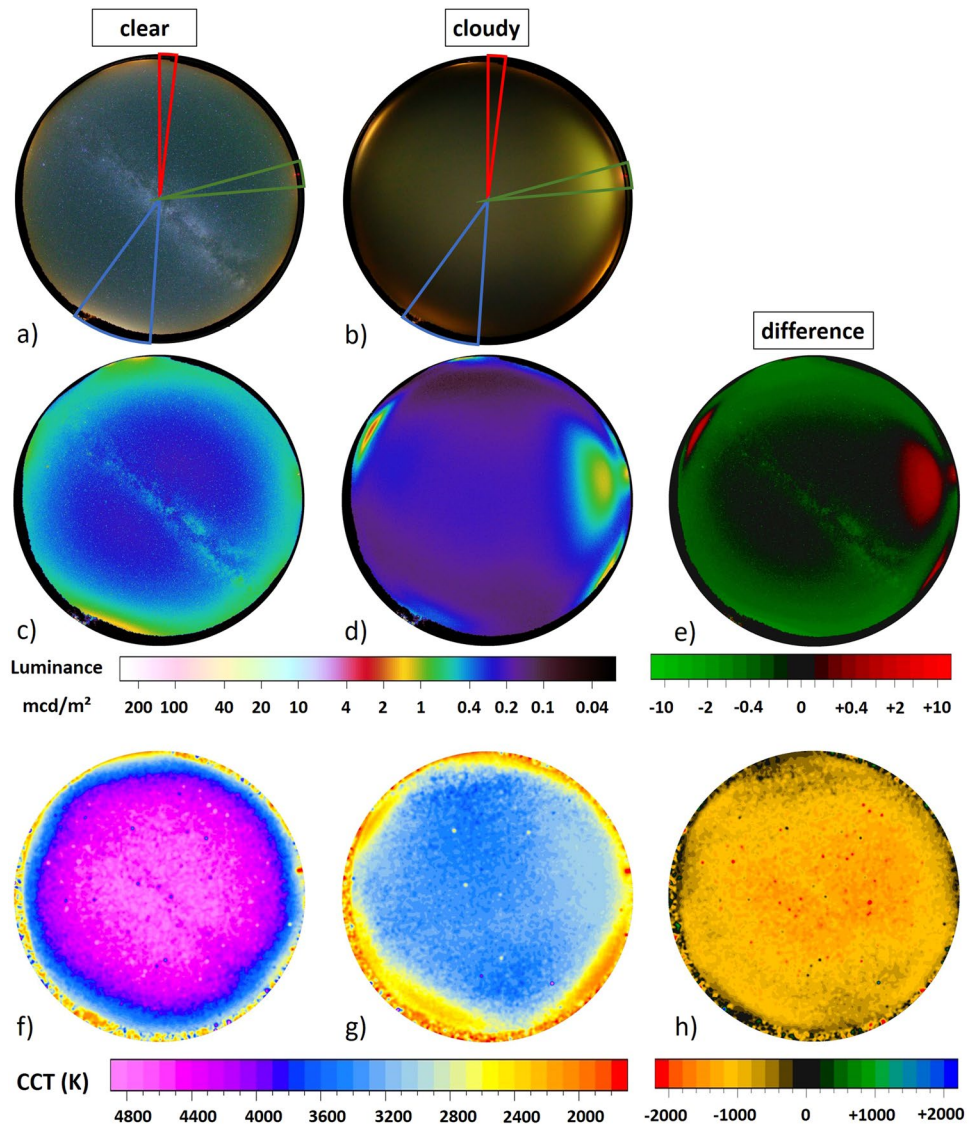 clear
cloudy
a)
b)
difference
c)
d)
e)
Luminance
mcd/m²
200 100 40 20 10 4 2 1 0.4 0.2 0.1 0.04
-10 -2 -0.4 0 +0.4 +2 +10
f)
g)
h)
CCT (K)
4800 4400 4000 3600 3200 2800 2400 2000
-2000 -1000 0 +1000 +2000